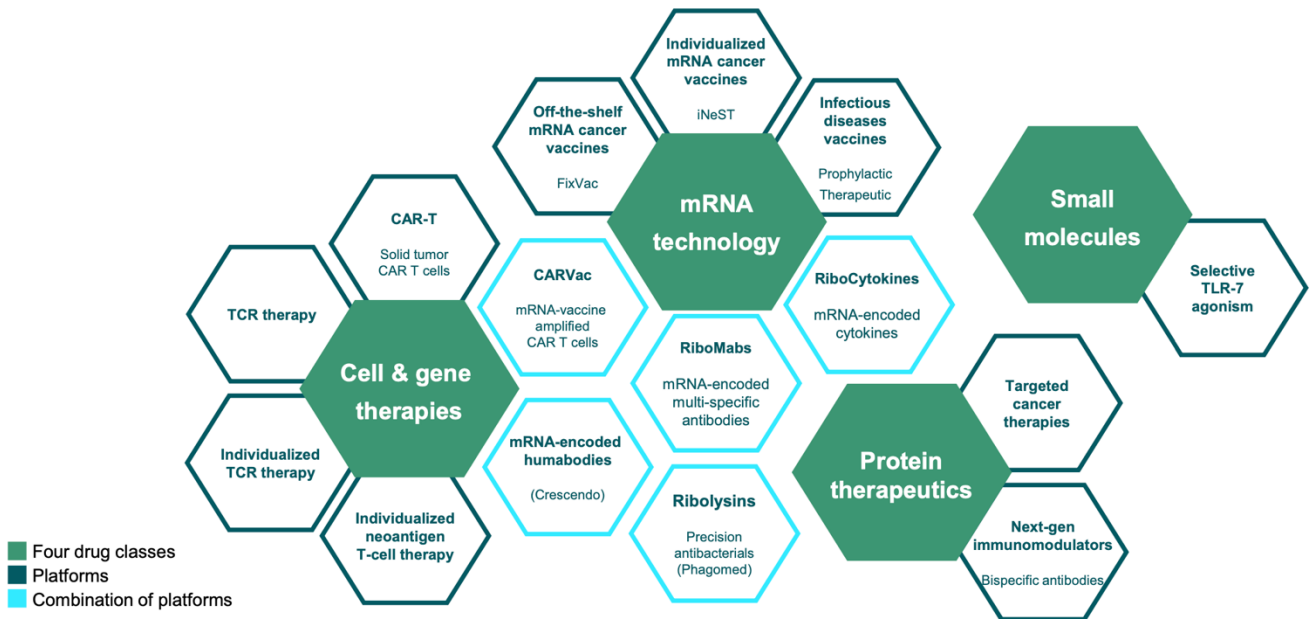 Individualized
mRNA cancer
vaccines
iNeST
Off-the-shelf
mRNA cancer
vaccines
FixVac
Infectious
diseases
vaccines
Prophylactic
Therapeutic
mRNA
technology
Small
molecules
Selective
TLR-7
agonism
CAR-T
Solid tumor
CAR T cells
TCR therapy
CARVac
mRNA-vaccine
amplified
CAR T cells
RiboCytokines
mRNA-encoded
cytokines
RiboMabs
mRNA-encoded
multi-specific
antibodies
Cell & gene
therapies
Targeted
cancer
therapies
Individualized
TCR therapy
mRNA-encoded
humabodies
(Crescendo)
Protein
therapeutics
Individualized
neoantigen
T-cell therapy
Ribolysins
Precision
antibacterials
(Phagomed)
Next-gen
immunomodulators
Bispecific antibodies
Four drug classes
Platforms
Combination of platforms